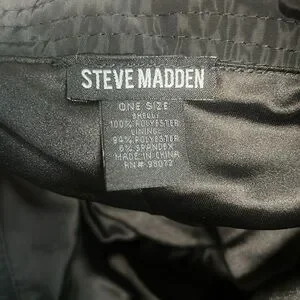 STEVE MADDEN
ONE SIZE
SHELL:
100% POLYESTER
LINING:
94% POLYESTER
6% SPANDEX
MADE IN CHINA
RN# 98072